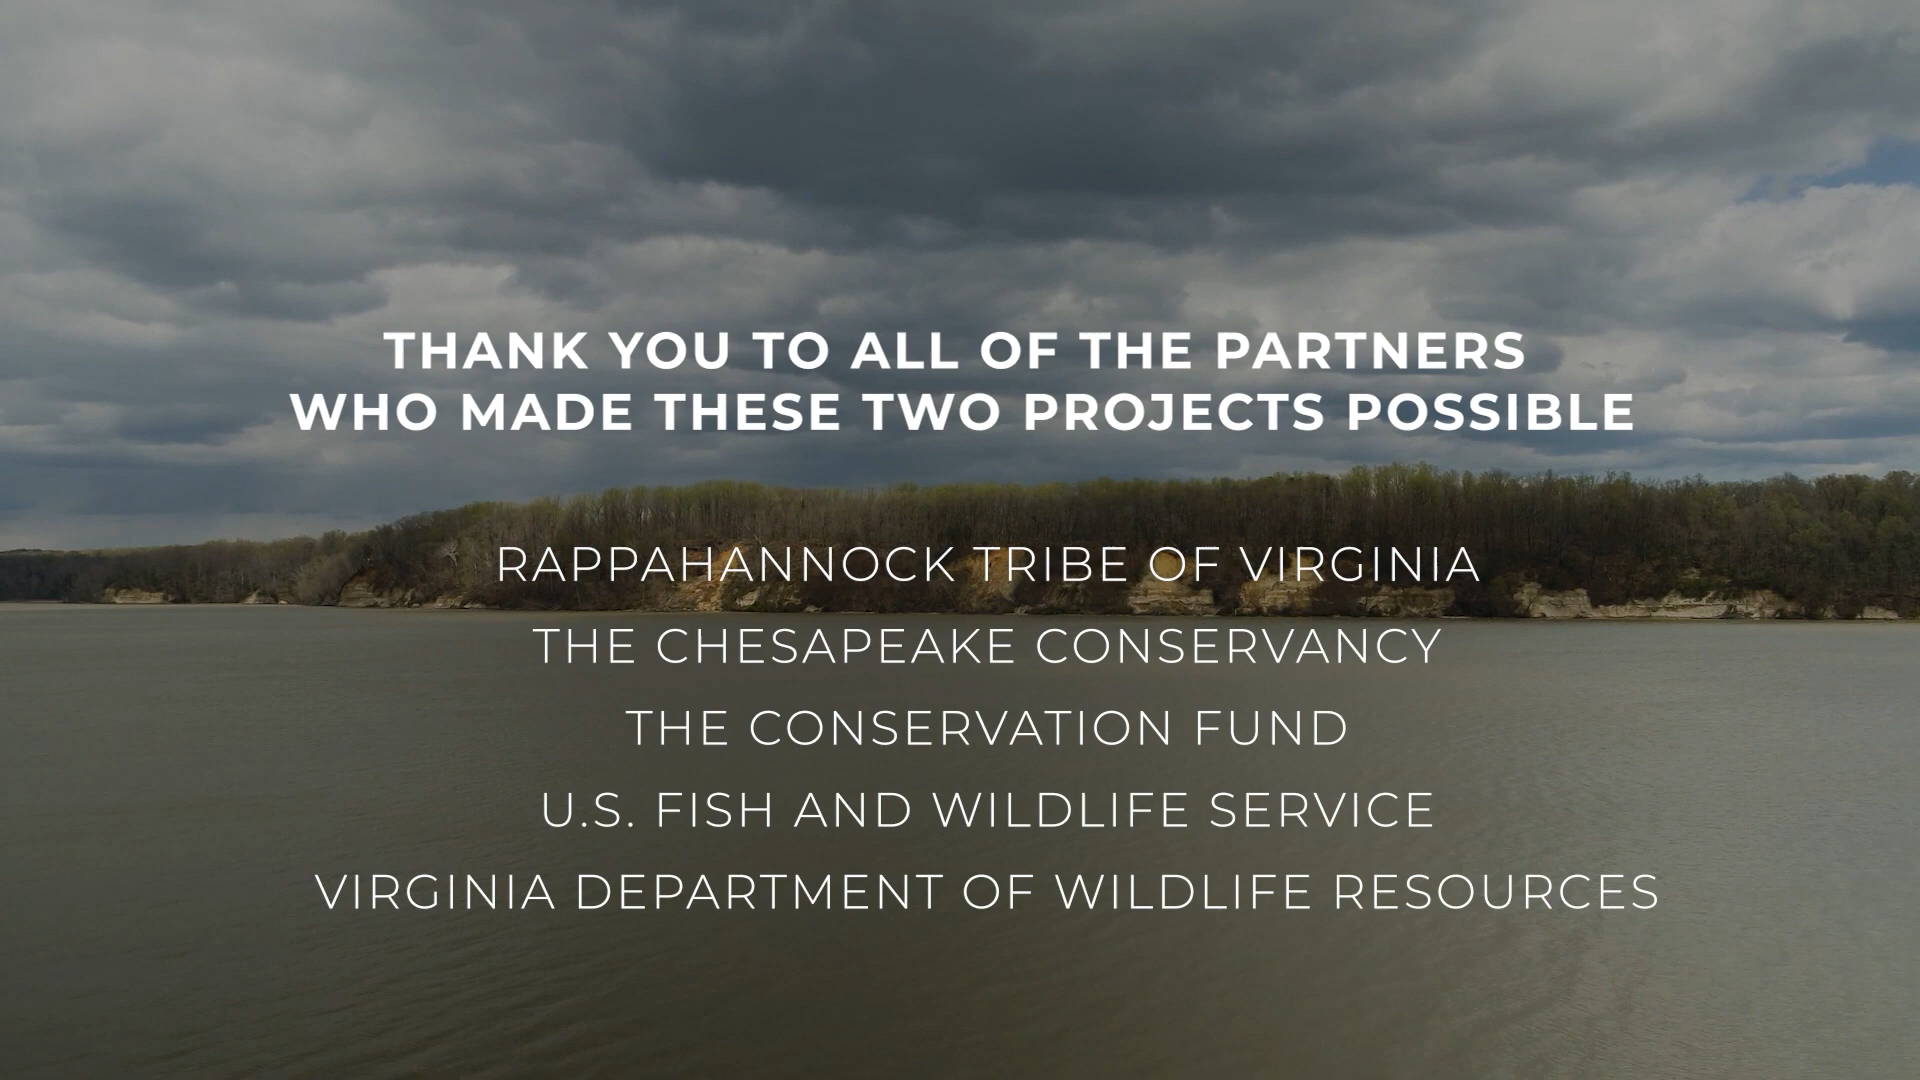 THANK YOU TO ALL OF THE PARTNERS
WHO MADE THESE TWO PROJECTS POSSIBLE
RAPPAHANNOCK TRIBE OF VIRGINIA
THE CHESAPEAKE CONSERVANCY
THE CONSERVATION FUND
U.S. FISH AND WILDLIFE SERVICE
VIRGINIA DEPARTMENT OF WILDLIFE RESOURCES